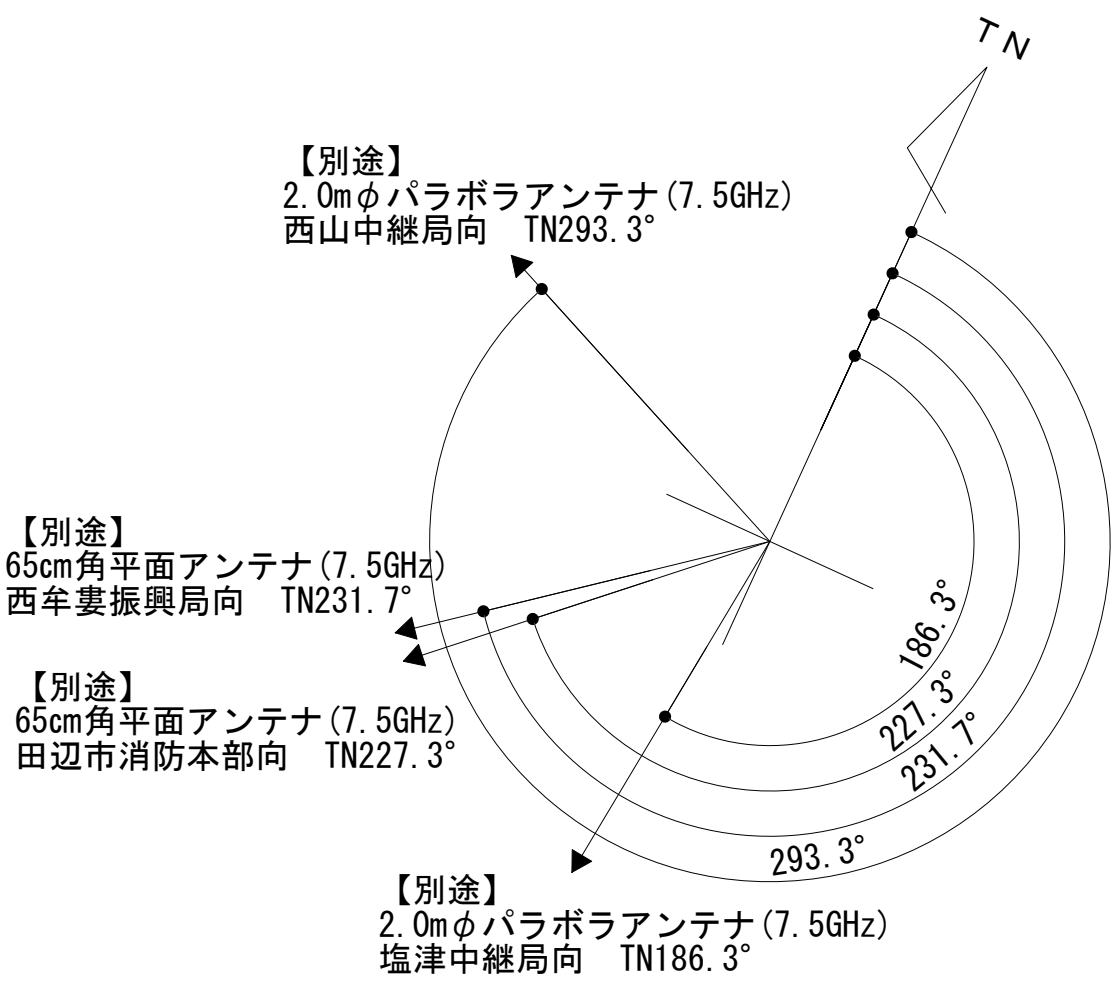 TN
【別途】
2.0mφパラボラアンテナ(7.5GHz)
西山中継局向　TN293.3°
【別途】
65cm角平面アンテナ(7.5GHz)
西牟婁振興局向　TN231.7°
【別途】
65cm角平面アンテナ(7.5GHz)
田辺市消防本部向　TN227.3°
186.3°
227.3°
231.7°
293.3°
【別途】
2.0mφパラボラアンテナ(7.5GHz)
塩津中継局向　TN186.3°